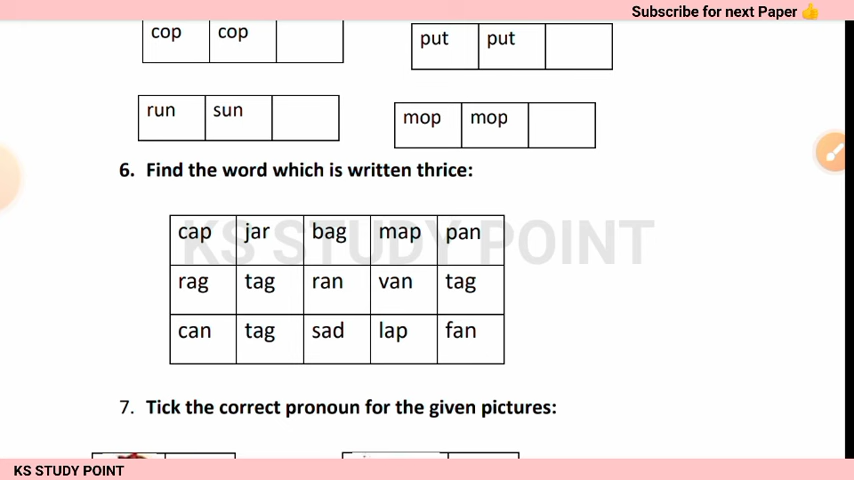 Subscribe for next Paper 👍
cop cop
put put
run sun
mop mop
6. Find the word which is written thrice:
KS STUDY POINT
cap jar bag map pan
rag tag ran van tag
can tag sad lap fan
7. Tick the correct pronoun for the given pictures:
KS STUDY POINT